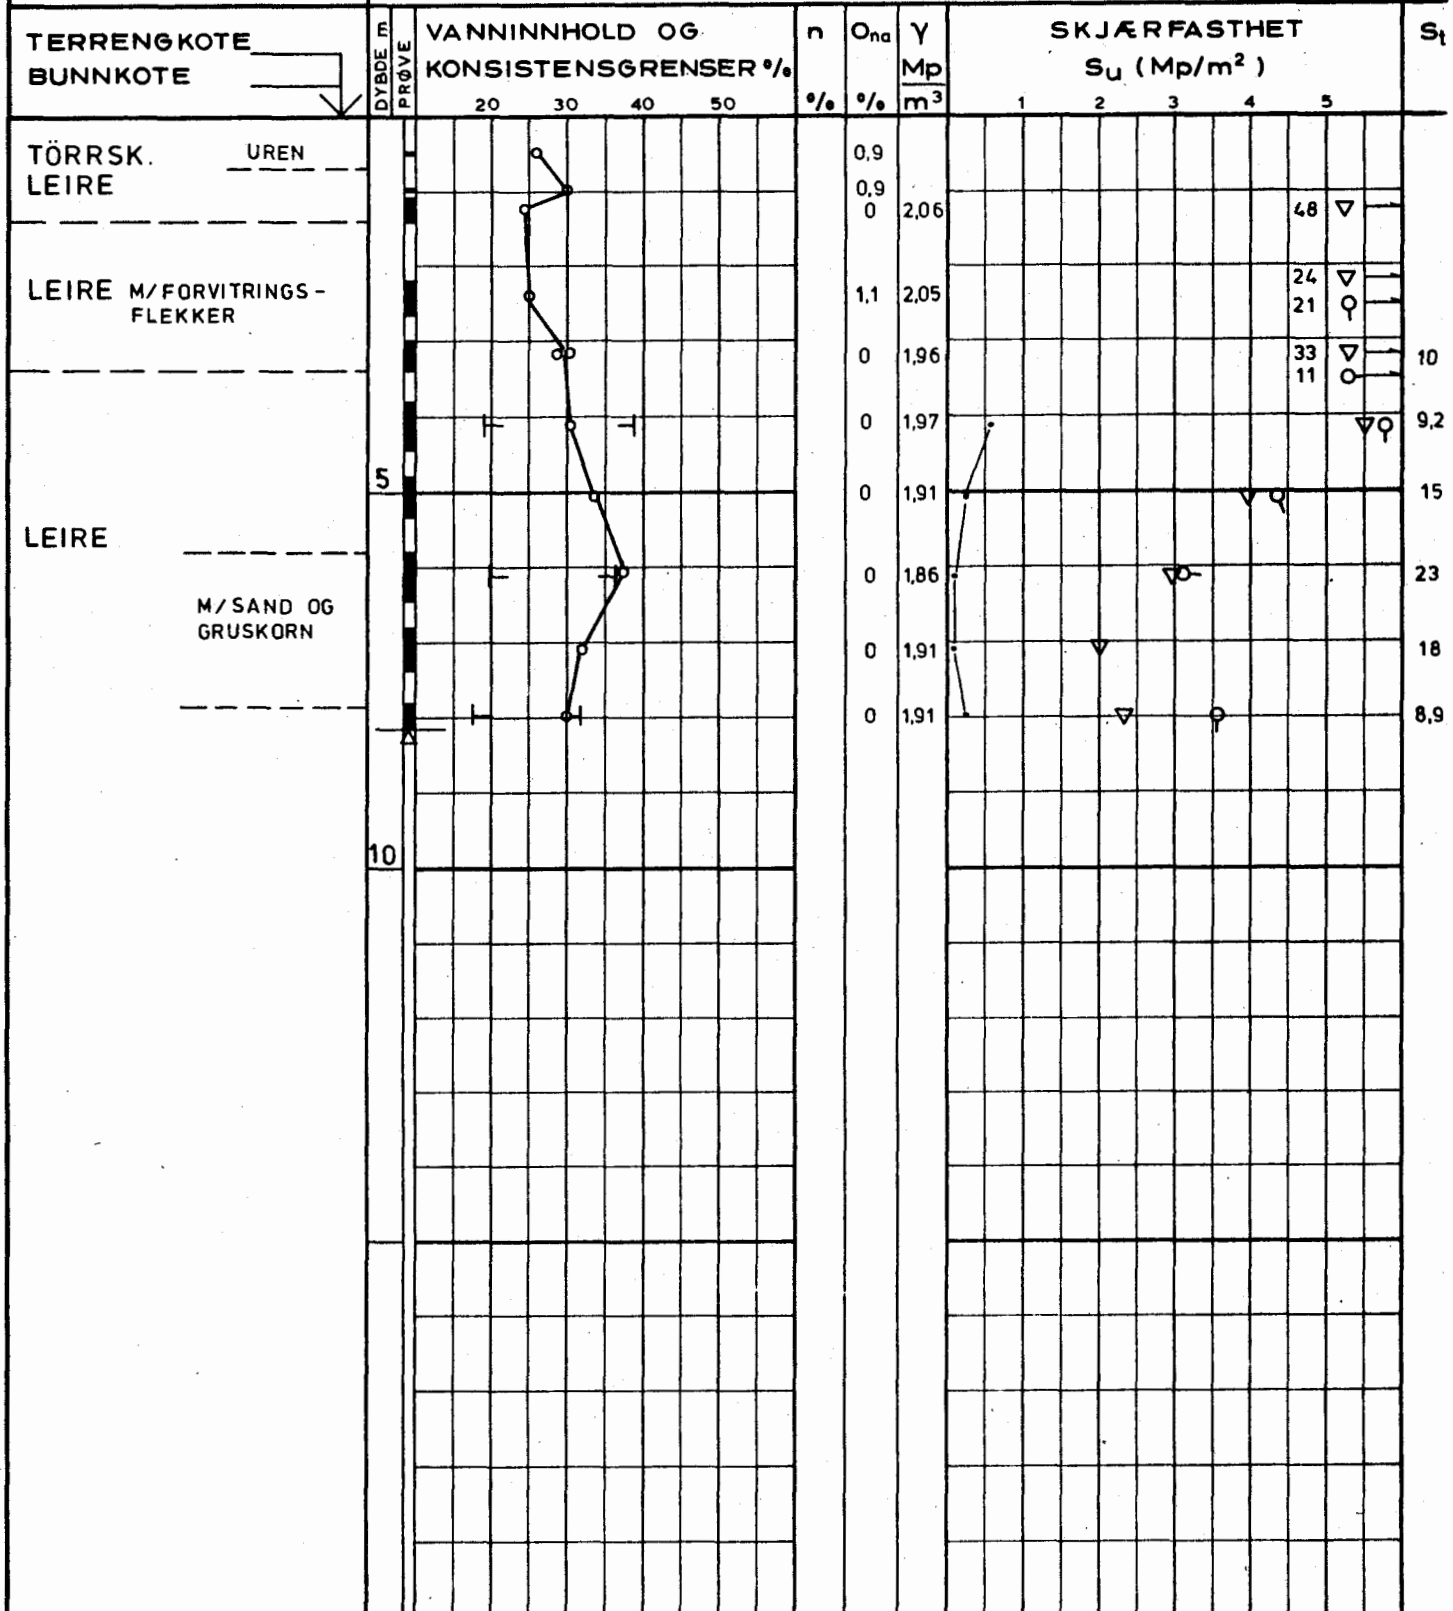 TERRENGKOTE
BUNNKOTE
DYBDE m
PRØVE
VANNINNHOLD OG
KONSISTENSGRENSER %
20 30 40 50
n
%
Ona
%
γ
Mp
m³
SKJÆRFASTHET
Su (Mp/m²)
1 2 3 4 5
St
TÖRRSK. UREN
LEIRE
0,9
0,9
0 2,06 48
LEIRE M/FORVITRINGS-
FLEKKER
1,1 2,05
24
21
0 1,96 33 10
11
0 1,97 9,2
5 0 1,91 15
LEIRE
0 1,86 23
M/SAND OG
GRUSKORN
0 1,91 18
0 1,91 8,9
10